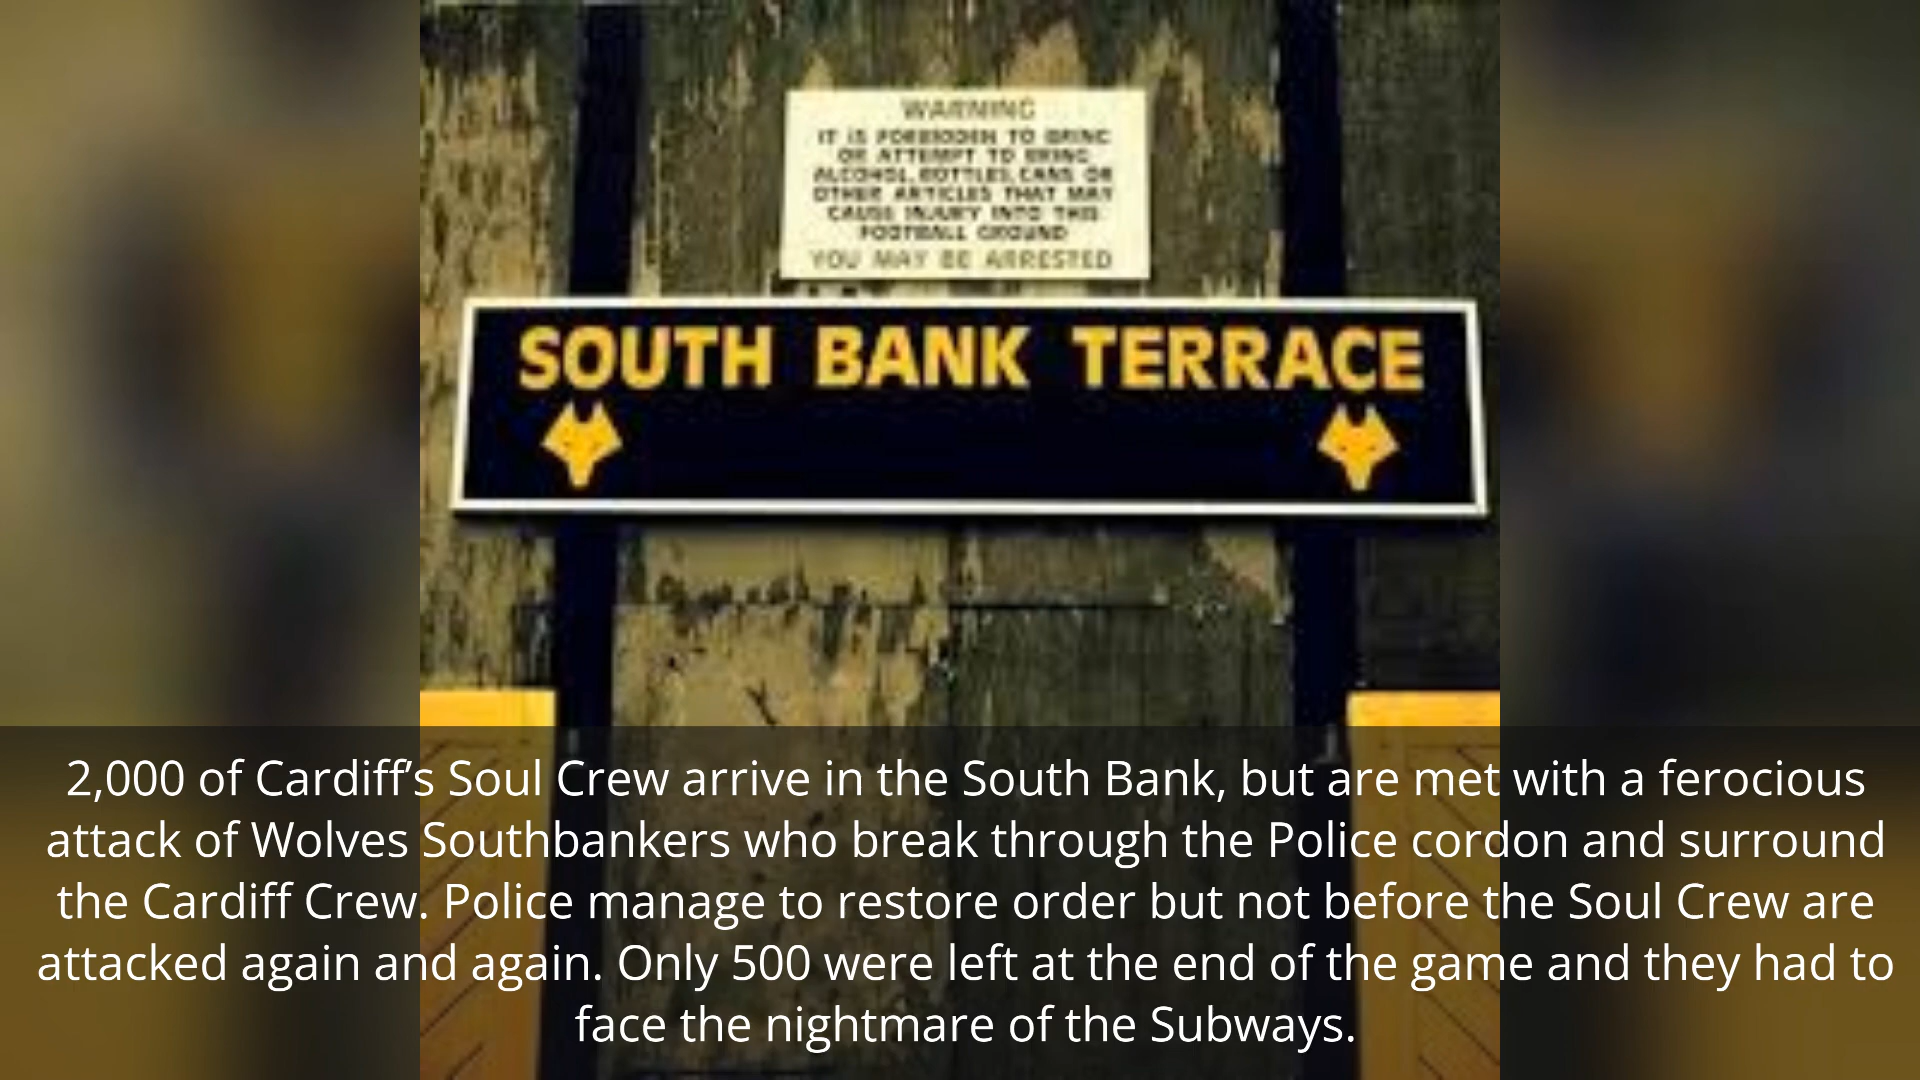 WARNING
IT IS FORBIDDEN TO BRING
OR ATTEMPT TO BRING
ALCOHOL, BOTTLES, CANS OR
OTHER ARTICLES THAT MAY
CAUSE INJURY INTO THIS
FOOTBALL GROUND
YOU MAY BE ARRESTED
SOUTH BANK TERRACE
2,000 of Cardiff’s Soul Crew arrive in the South Bank, but are met with a ferocious
attack of Wolves Southbankers who break through the Police cordon and surround
the Cardiff Crew. Police manage to restore order but not before the Soul Crew are
attacked again and again. Only 500 were left at the end of the game and they had to
face the nightmare of the Subways.